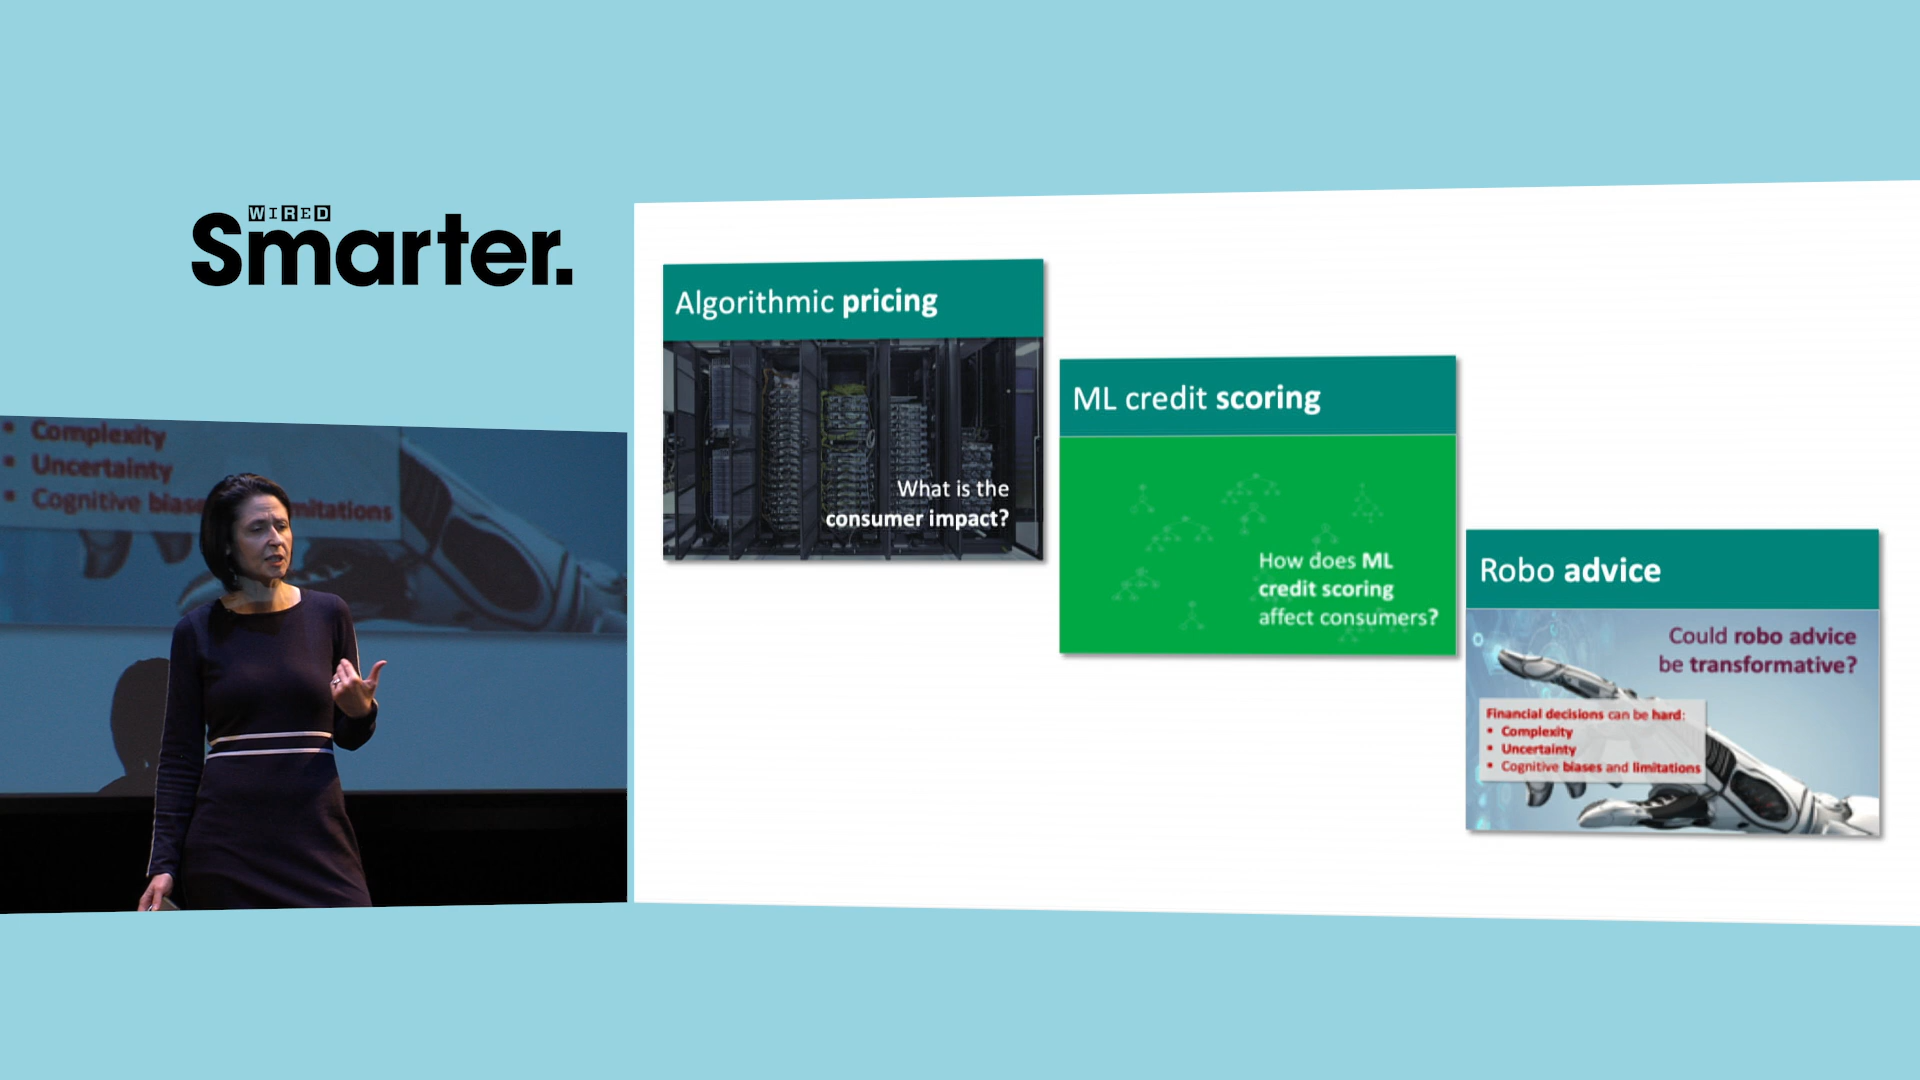 WIRED
Smarter.
Complexity
Uncertainty
Cognitive biases mitations
Algorithmic pricing
What is the
consumer impact?
ML credit scoring
How does ML
credit scoring
affect consumers?
Robo advice
Could robo advice
be transformative?
Financial decisions can be hard:
Complexity
Uncertainty
Cognitive biases and limitations